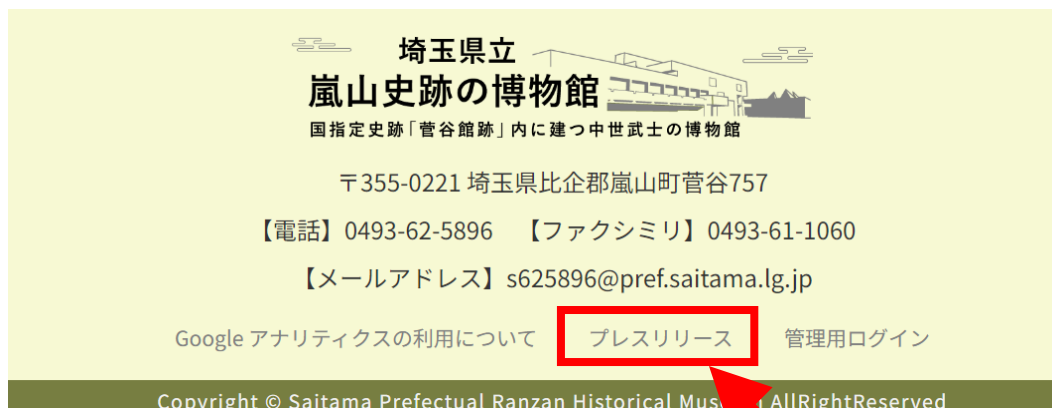 埼玉県立
嵐山史跡の博物館
国指定史跡「菅谷館跡」内に建つ中世武士の博物館
〒355-0221 埼玉県比企郡嵐山町菅谷757
【電話】0493-62-5896 【ファクシミリ】0493-61-1060
【メールアドレス】s625896@pref.saitama.lg.jp
Google アナリティクスの利用について プレスリリース 管理用ログイン
Copyright © Saitama Prefectual Ranzan Historical AllRightReserved